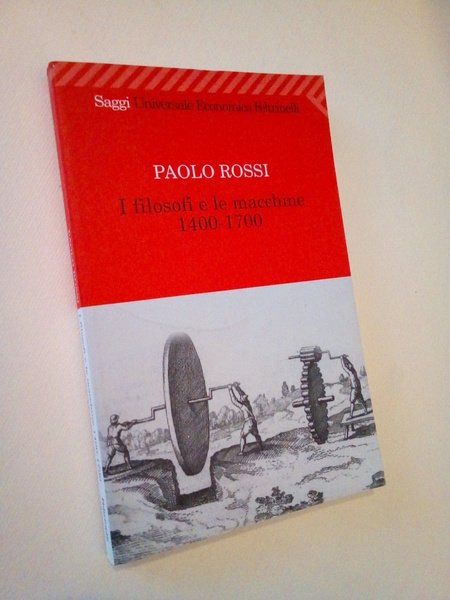 Saggi Universale Economica Feltrinelli
PAOLO ROSSI
I filosofi e le macchine
1400-1700